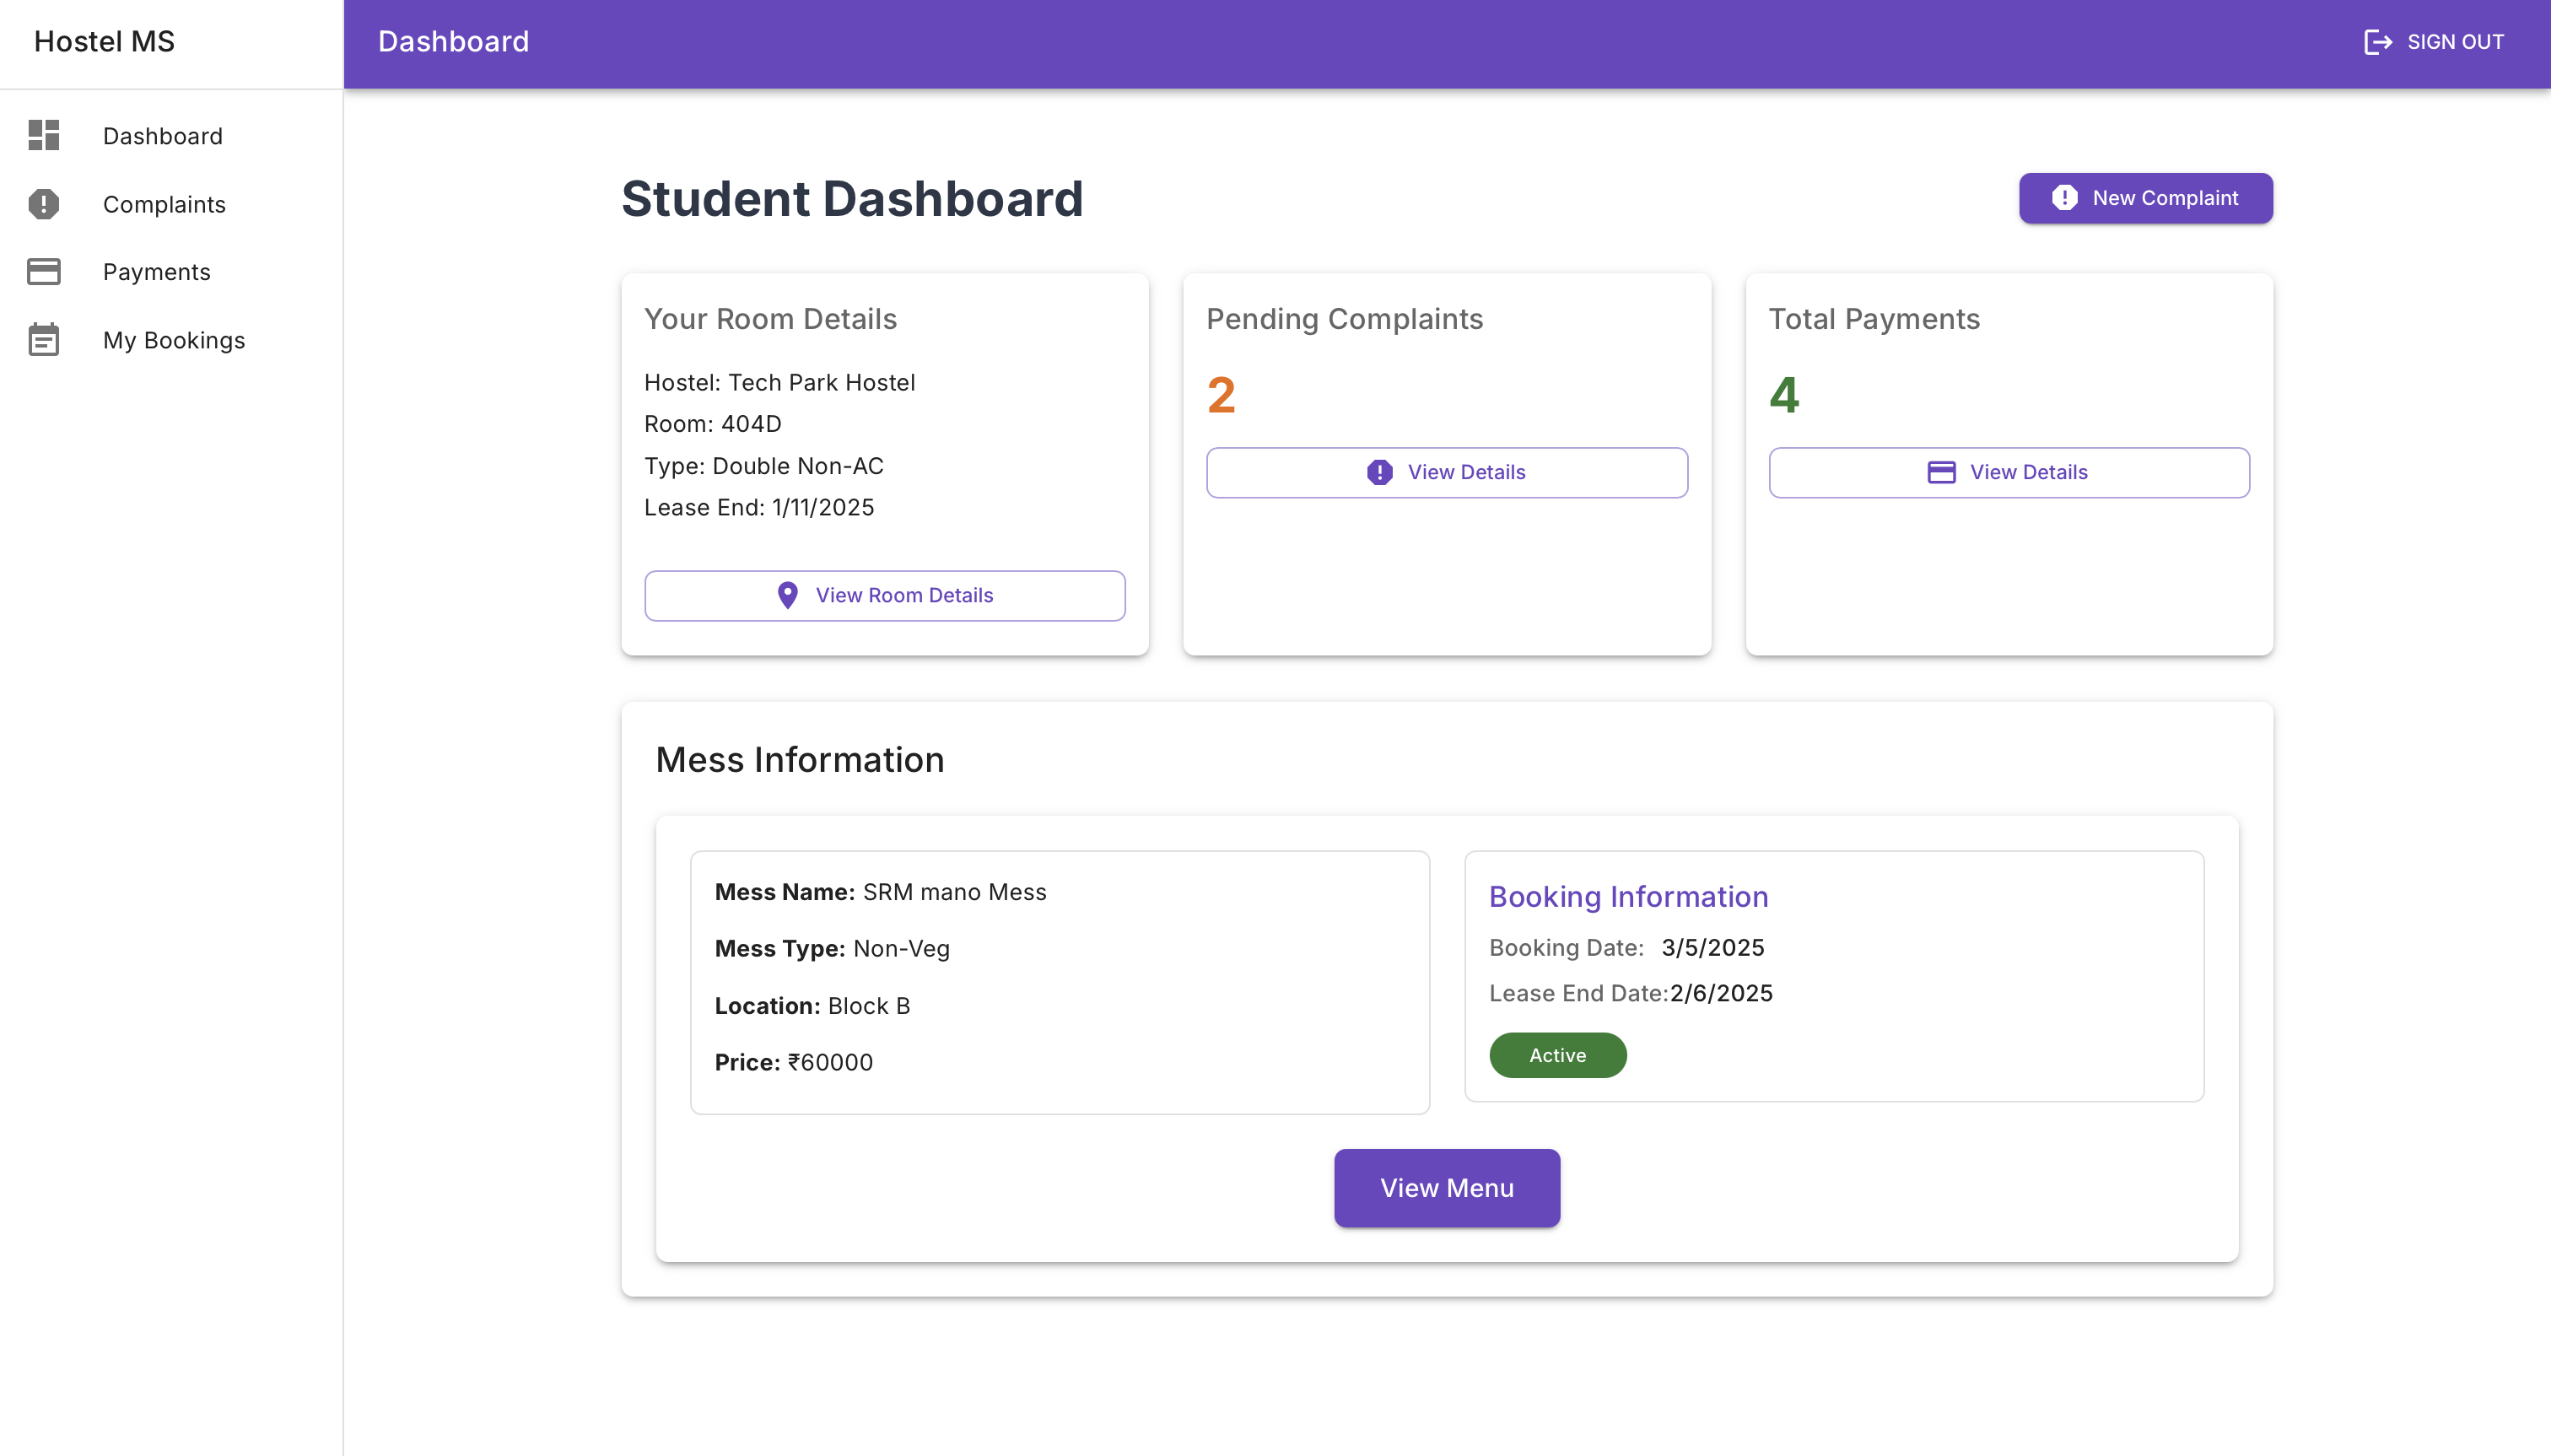 Hostel MS
Dashboard
SIGN OUT
Dashboard
Complaints
Payments
My Bookings
Student Dashboard
New Complaint
Your Room Details
Hostel: Tech Park Hostel
Room: 404D
Type: Double Non-AC
Lease End: 1/11/2025
View Room Details
Pending Complaints
2
View Details
Total Payments
4
View Details
Mess Information
Mess Name: SRM mano Mess
Mess Type: Non-Veg
Location: Block B
Price: ₹60000
Booking Information
Booking Date: 3/5/2025
Lease End Date:2/6/2025
Active
View Menu